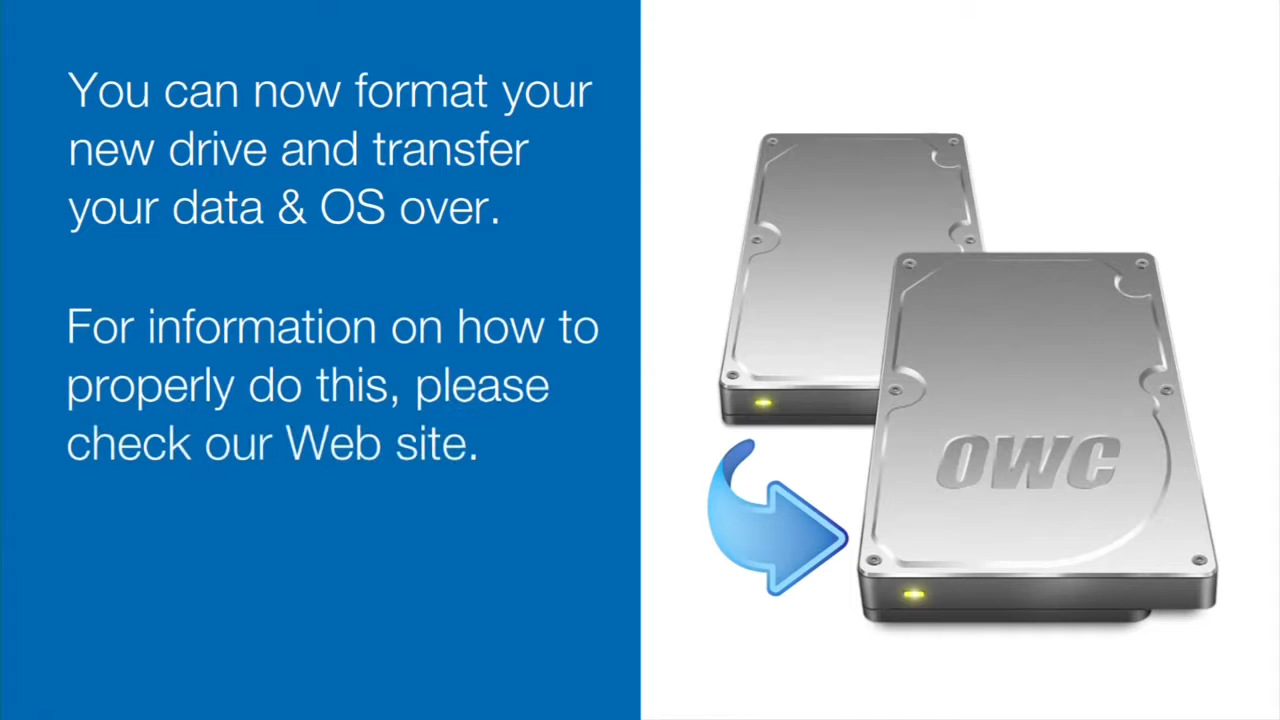 You can now format your
new drive and transfer
your data & OS over.
For information on how to
properly do this, please
check our Web site.
OWC